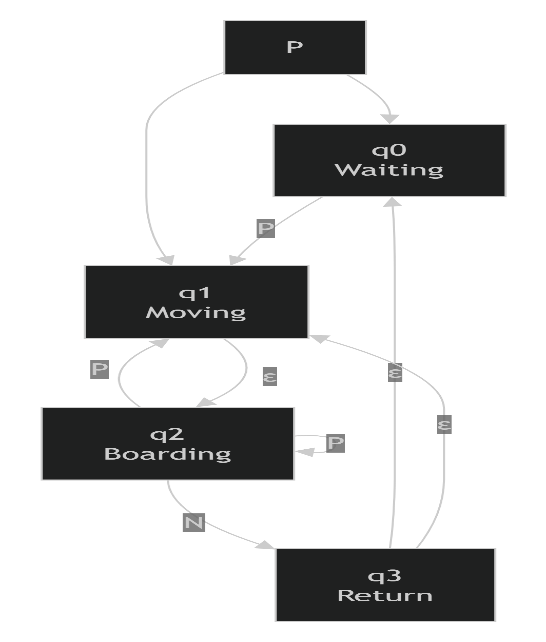 P
q0
Waiting
P
q1
Moving
P
ε
ε
q2
Boarding
P
ε
N
q3
Return